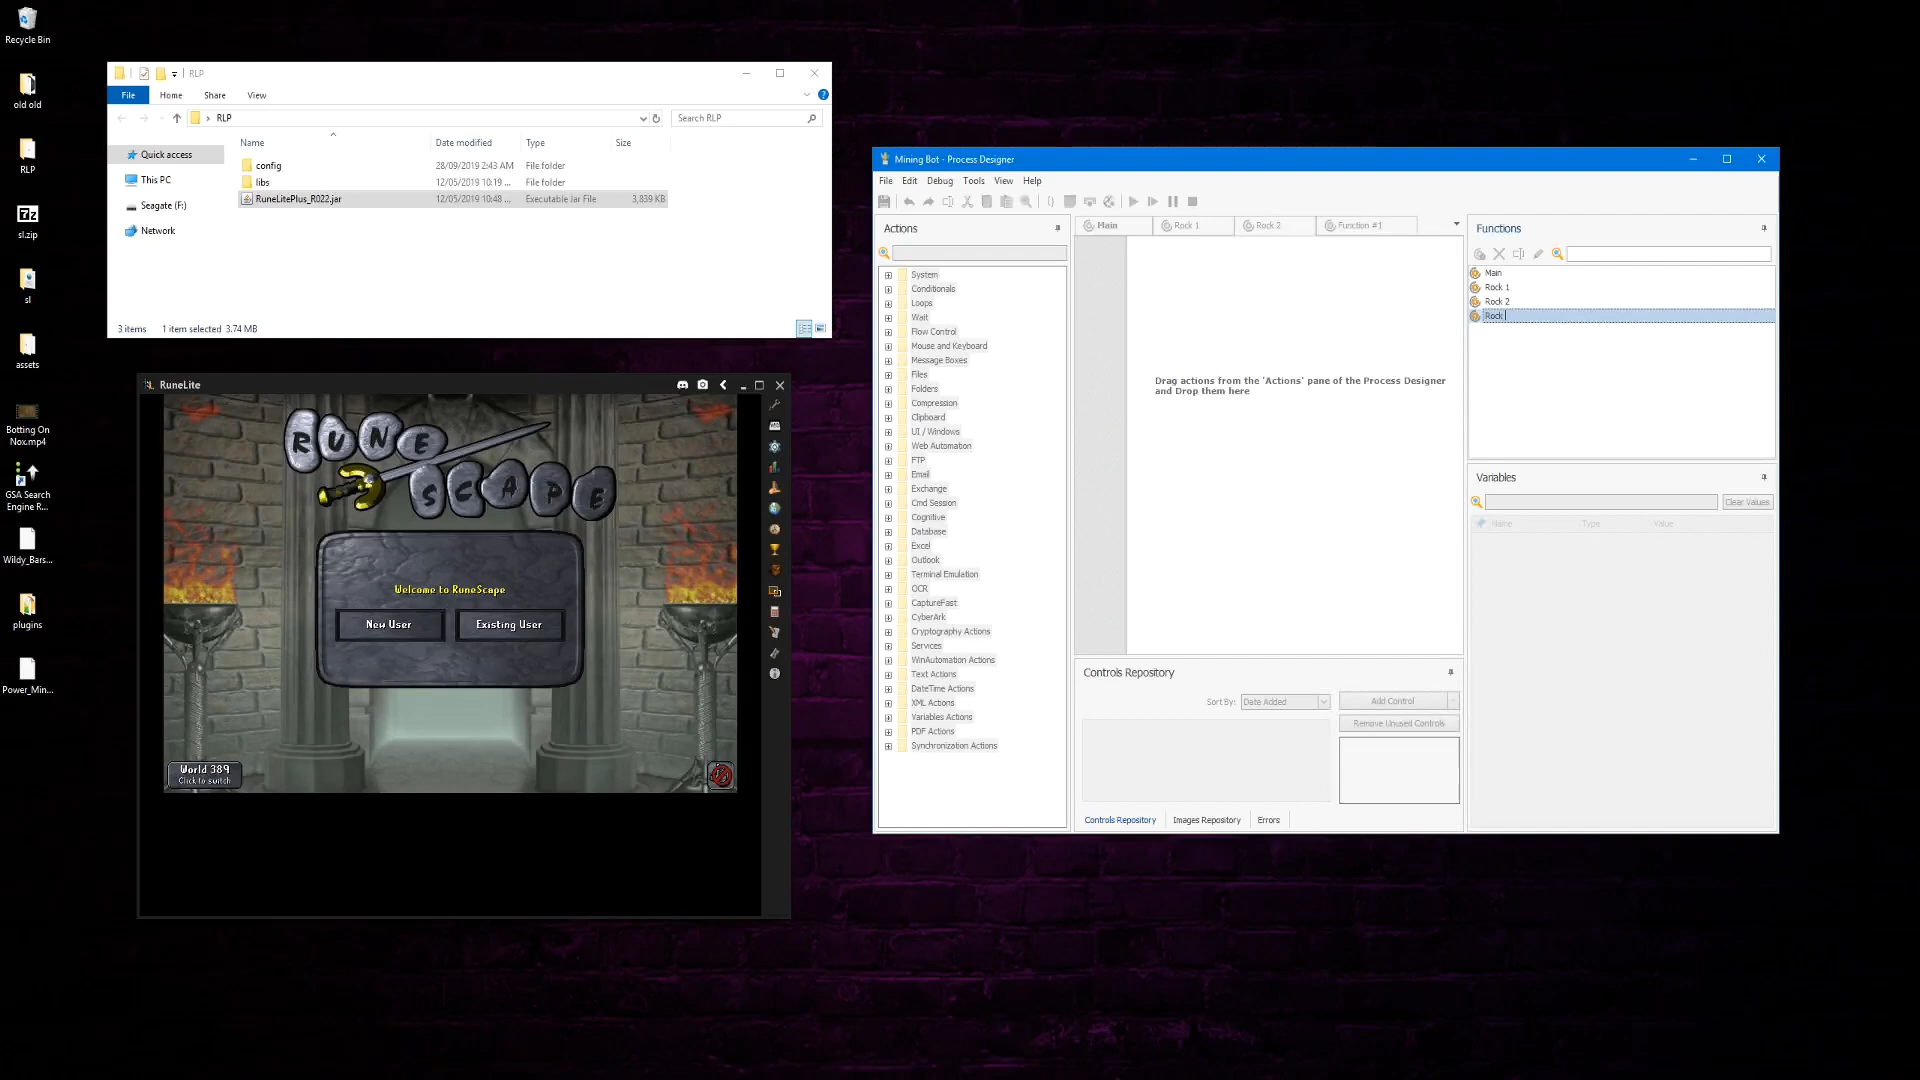 Recycle Bin
old old
RLP
sl.zip
sl
assets
Botting On
Nox.mp4
GSA Search
Engine R...
Wildy_Bars...
plugins
Power_Min...
RLP
File
Home
Share
View
RLP
Search RLP
Name
Date modified
Type
Size
Quick access
This PC
Seagate (F:)
Network
config
28/09/2019 2:43 AM
File folder
libs
12/05/2019 10:19 ...
File folder
RuneLitePlus_R022.jar
12/05/2019 10:48 ...
Executable Jar File
3,839 KB
3 items
1 item selected 3.74 MB
RuneLite
RUNE
SCAPE
Welcome to RuneScape
New User
Existing User
World 389
Click to switch
Mining Bot - Process Designer
File
Edit
Debug
Tools
View
Help
Actions
System
Conditionals
Loops
Wait
Flow Control
Mouse and Keyboard
Message Boxes
Files
Folders
Compression
Clipboard
UI / Windows
Web Automation
FTP
Email
Exchange
Cmd Session
Cognitive
Database
Excel
Outlook
Terminal Emulation
OCR
CaptureFast
CyberArk
Cryptography Actions
Services
WinAutomation Actions
Text Actions
DateTime Actions
XML Actions
Variables Actions
PDF Actions
Synchronization Actions
Main
Rock 1
Rock 2
Function #1
Drag actions from the 'Actions' pane of the Process Designer
and Drop them here
Controls Repository
Sort By:
Date Added
Add Control
Remove Unused Controls
Controls Repository
Images Repository
Errors
Functions
Main
Rock 1
Rock 2
Rock
Variables
Clear Values
Name
Type
Value